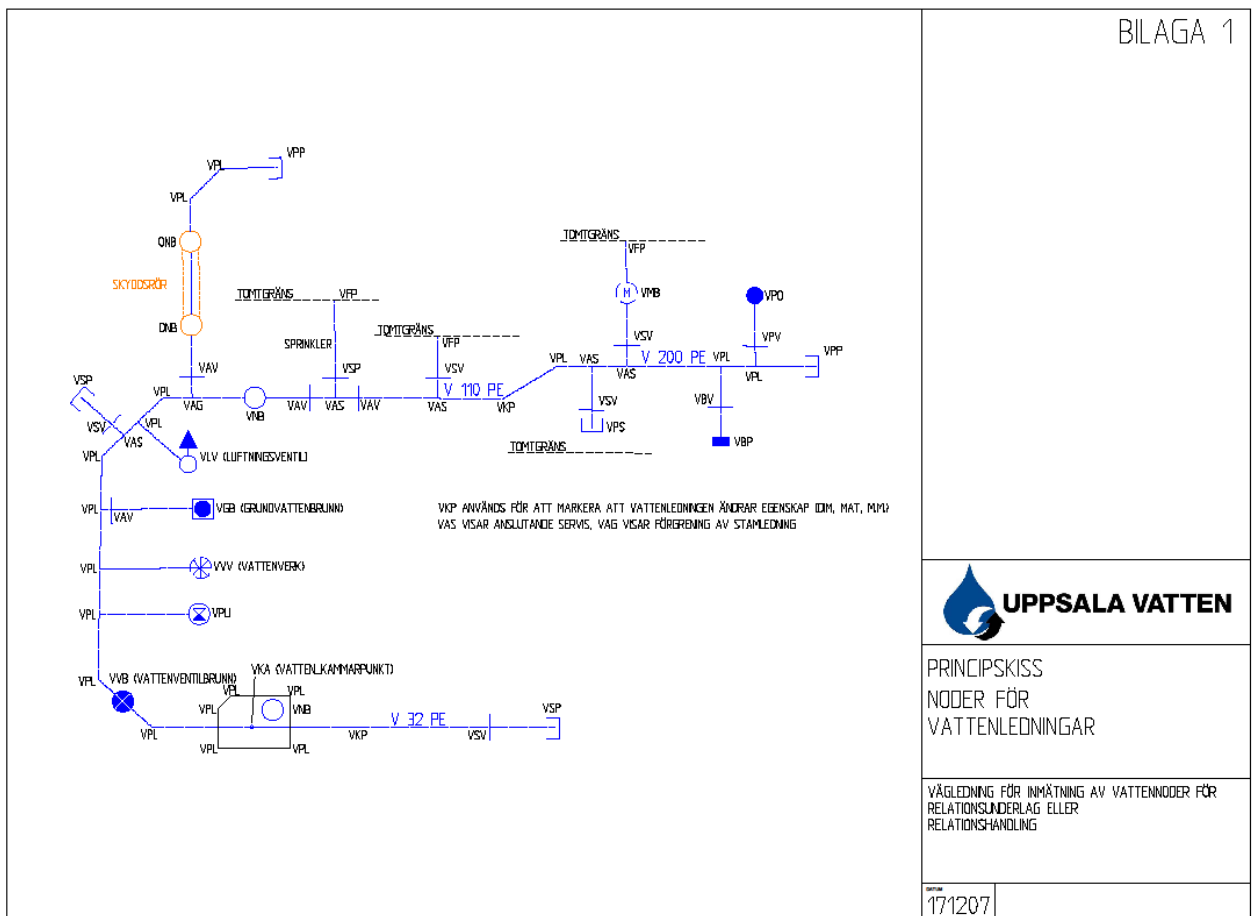 BILAGA 1
VPP
VPL
VPL
ONB
SKYDDSRÖR
DNB
VAV
TOMTGRÄNS
VFP
SPRINKLER
VSP
TOMTGRÄNS
VFP
VSV
TOMTGRÄNS
VFP
M
VMB
VPO
VSV
VPV
V 200 PE
VPL
VPP
VPL
VAS
VAS
VPL
VSP
VPL
VAG
VNB
VAV
VAS
VAV
VAS
V 110 PE
VKP
VSV
VPS
VBV
VBP
TOMTGRÄNS
VSV
VAS
VPL
VPL
VLV (LUFTNINGSVENTIL)
VPL
VAV
VGB (GRUNDVATTENBRUNN)
VKP ANVÄNDS FÖR ATT MARKERA ATT VATTENLEDNINGEN ÄNDRAR EGENSKAP (DIM, MAT, M.M.)
VAS VISAR ANSLUTANDE SERVIS, VAG VISAR FÖRGRENING AV STAMLEDNING
VPL
VVV (VATTENVERK)
VPL
VPU
VPL
VVB (VATTENVENTILBRUNN)
VKA (VATTEN_KAMMARPUNKT)
VPL
VPL
VPL
VNB
VPL
VPL
VPL
V 32 PE
VKP
VSV
VSP
UPPSALA VATTEN
PRINCIPSKISS
NODER FÖR
VATTENLEDNINGAR
VÄGLEDNING FÖR INMÄTNING AV VATTENNODER FÖR
RELATIONSUNDERLAG ELLER
RELATIONSHANDLING
DATUM
171207